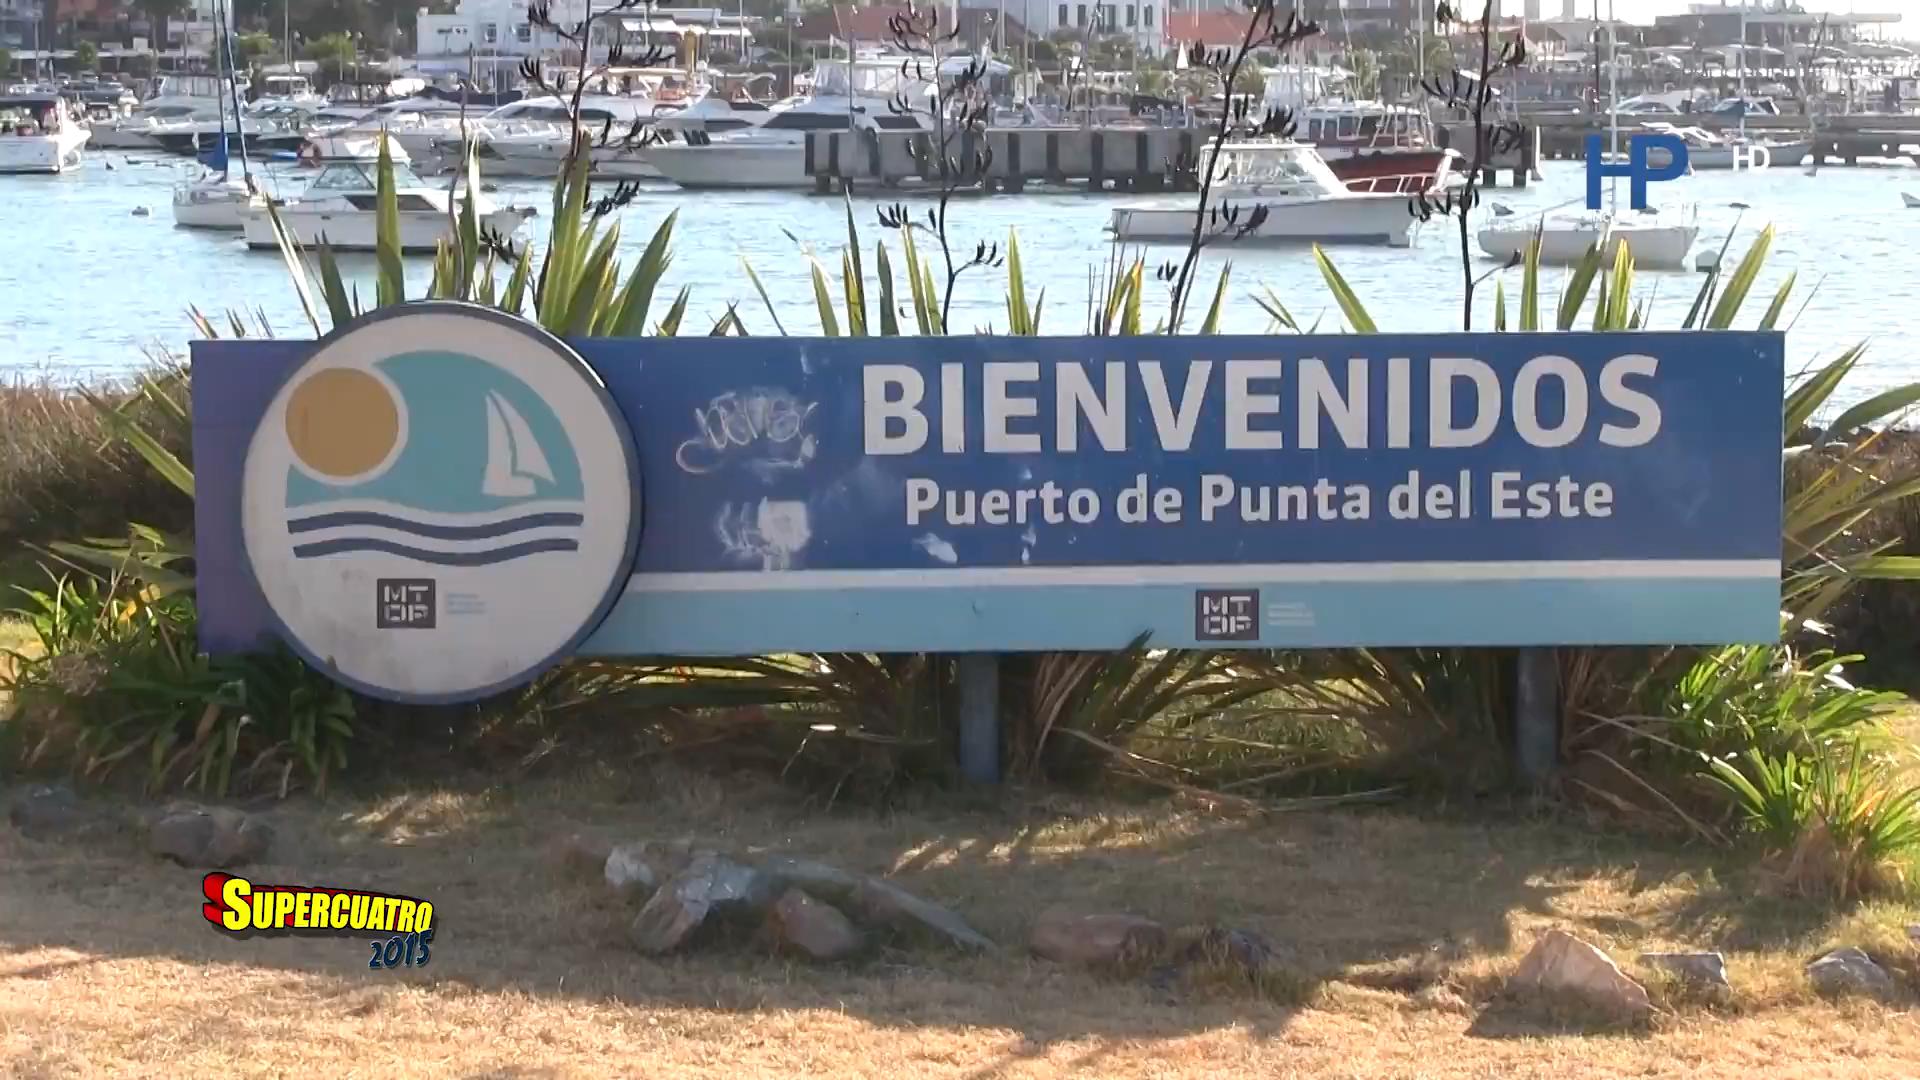 HP HD
BIENVENIDOS
Puerto de Punta del Este
MT
OP
MT
OP
SUPERCUATRO
2015